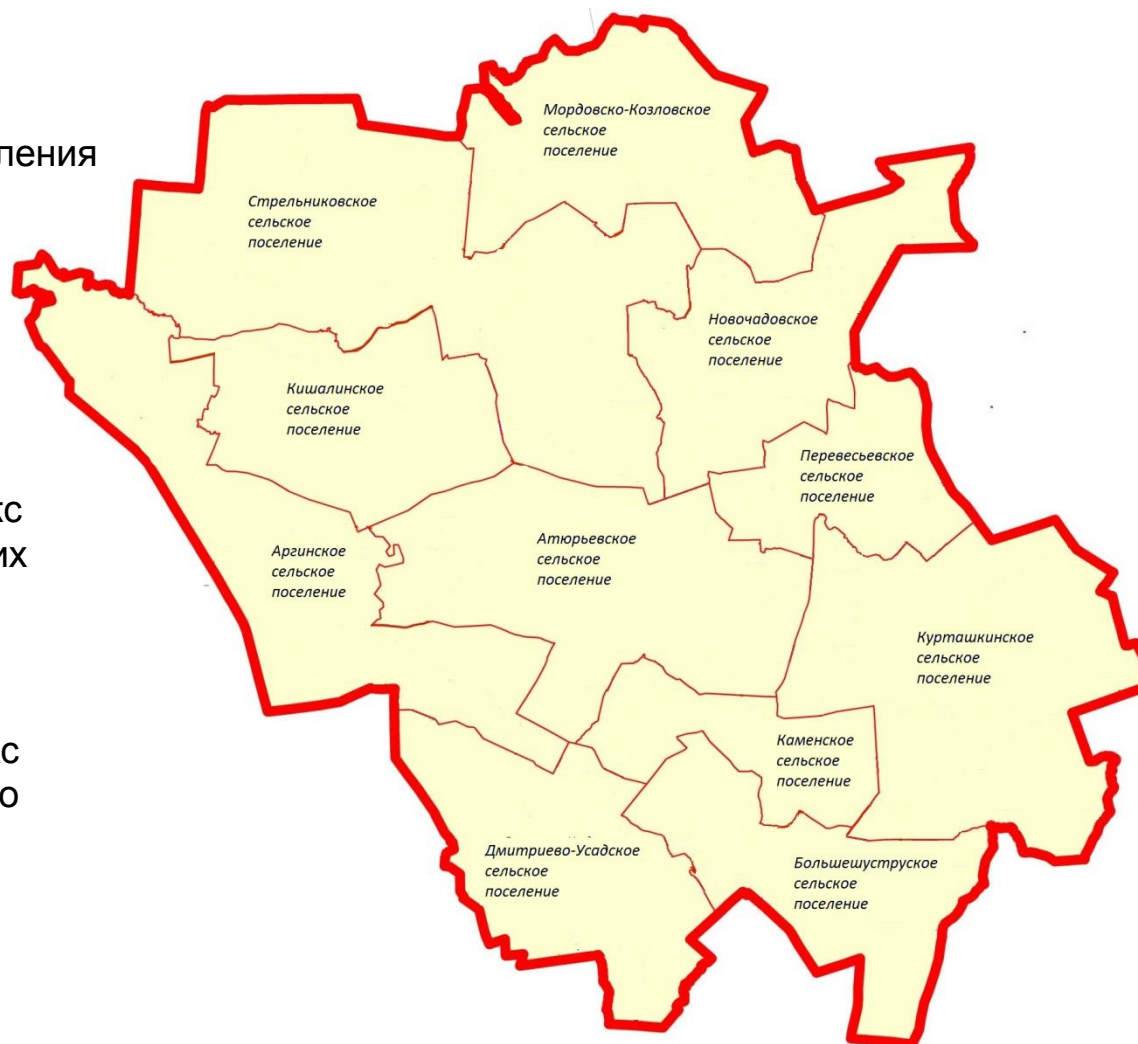 ления
кс
их
кс
о
Мордовско-Козловское
сельское
поселение
Стрельниковское
сельское
поселение
Новочадовское
сельское
поселение
Кишалинское
сельское
поселение
Перевесьевское
сельское
поселение
Аргинское
сельское
поселение
Атюрьевское
сельское
поселение
Курташкинское
сельское
поселение
Каменское
сельское
поселение
Дмитриево-Усадское
сельское
поселение
Большешуструское
сельское
поселение